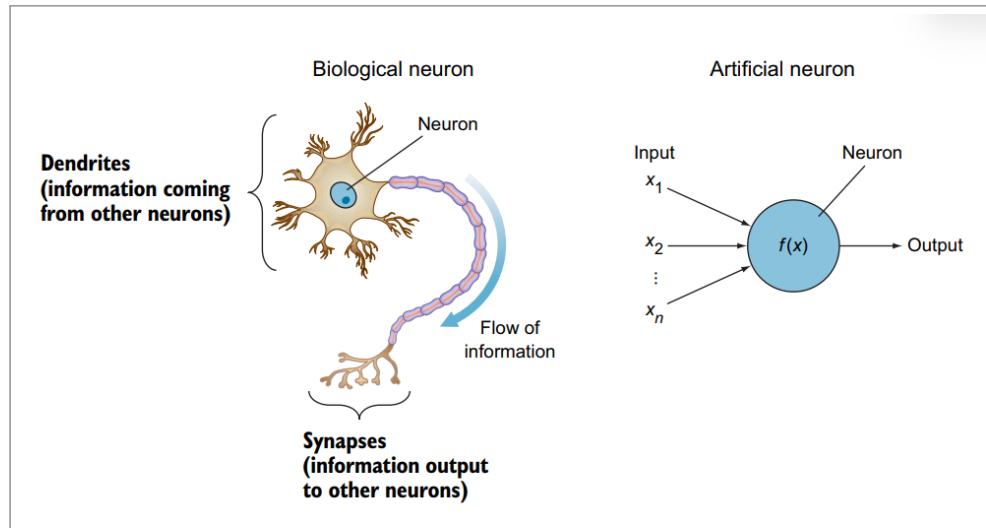 Biological neuron
Neuron
Dendrites
(information coming
from other neurons)
Flow of
information
Synapses
(information output
to other neurons)
Artificial neuron
Input
Neuron
x1
x2
⋮
xn
f(x)
Output